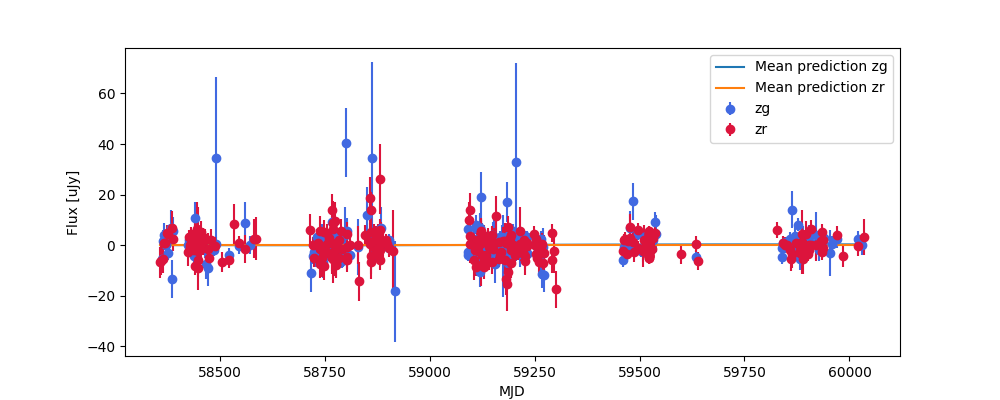 Mean prediction zg
Mean prediction zr
zg
zr
Flux [uJy]
60
40
20
0
−20
−40
58500
58750
59000
59250
59500
59750
60000
MJD